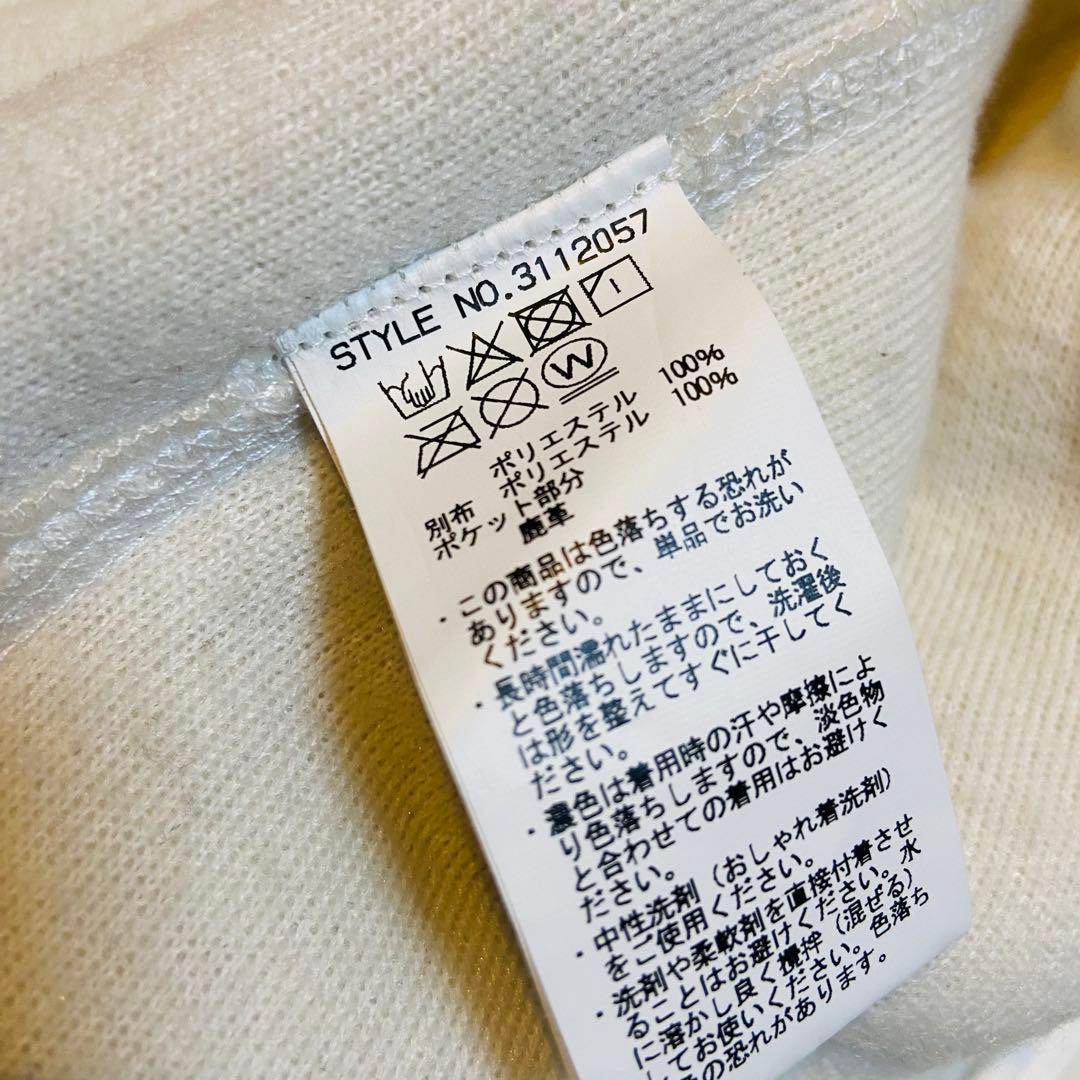 STYLE NO.3112057
W
ポリエステル 100%
別布 ポリエステル 100%
ポケット部分
鹿革
・この商品は色落ちする恐れが
ありますので、単品でお洗い
ください。
・長時間濡れたままにしておく
と色落ちしますので、洗濯後
は形を整えてすぐに干してく
ださい。
・濃色は着用時の汗や摩擦によ
り色落ちしますので、淡色物
と合わせての着用はお避けく
ださい。
・中性洗剤（おしゃれ着洗剤）
をご使用ください。
・洗剤や柔軟剤を直接付着させ
ることはお避けください。水
に溶かし良く攪拌（混ぜる）
してお使いください。色落ち
の恐れがあります。